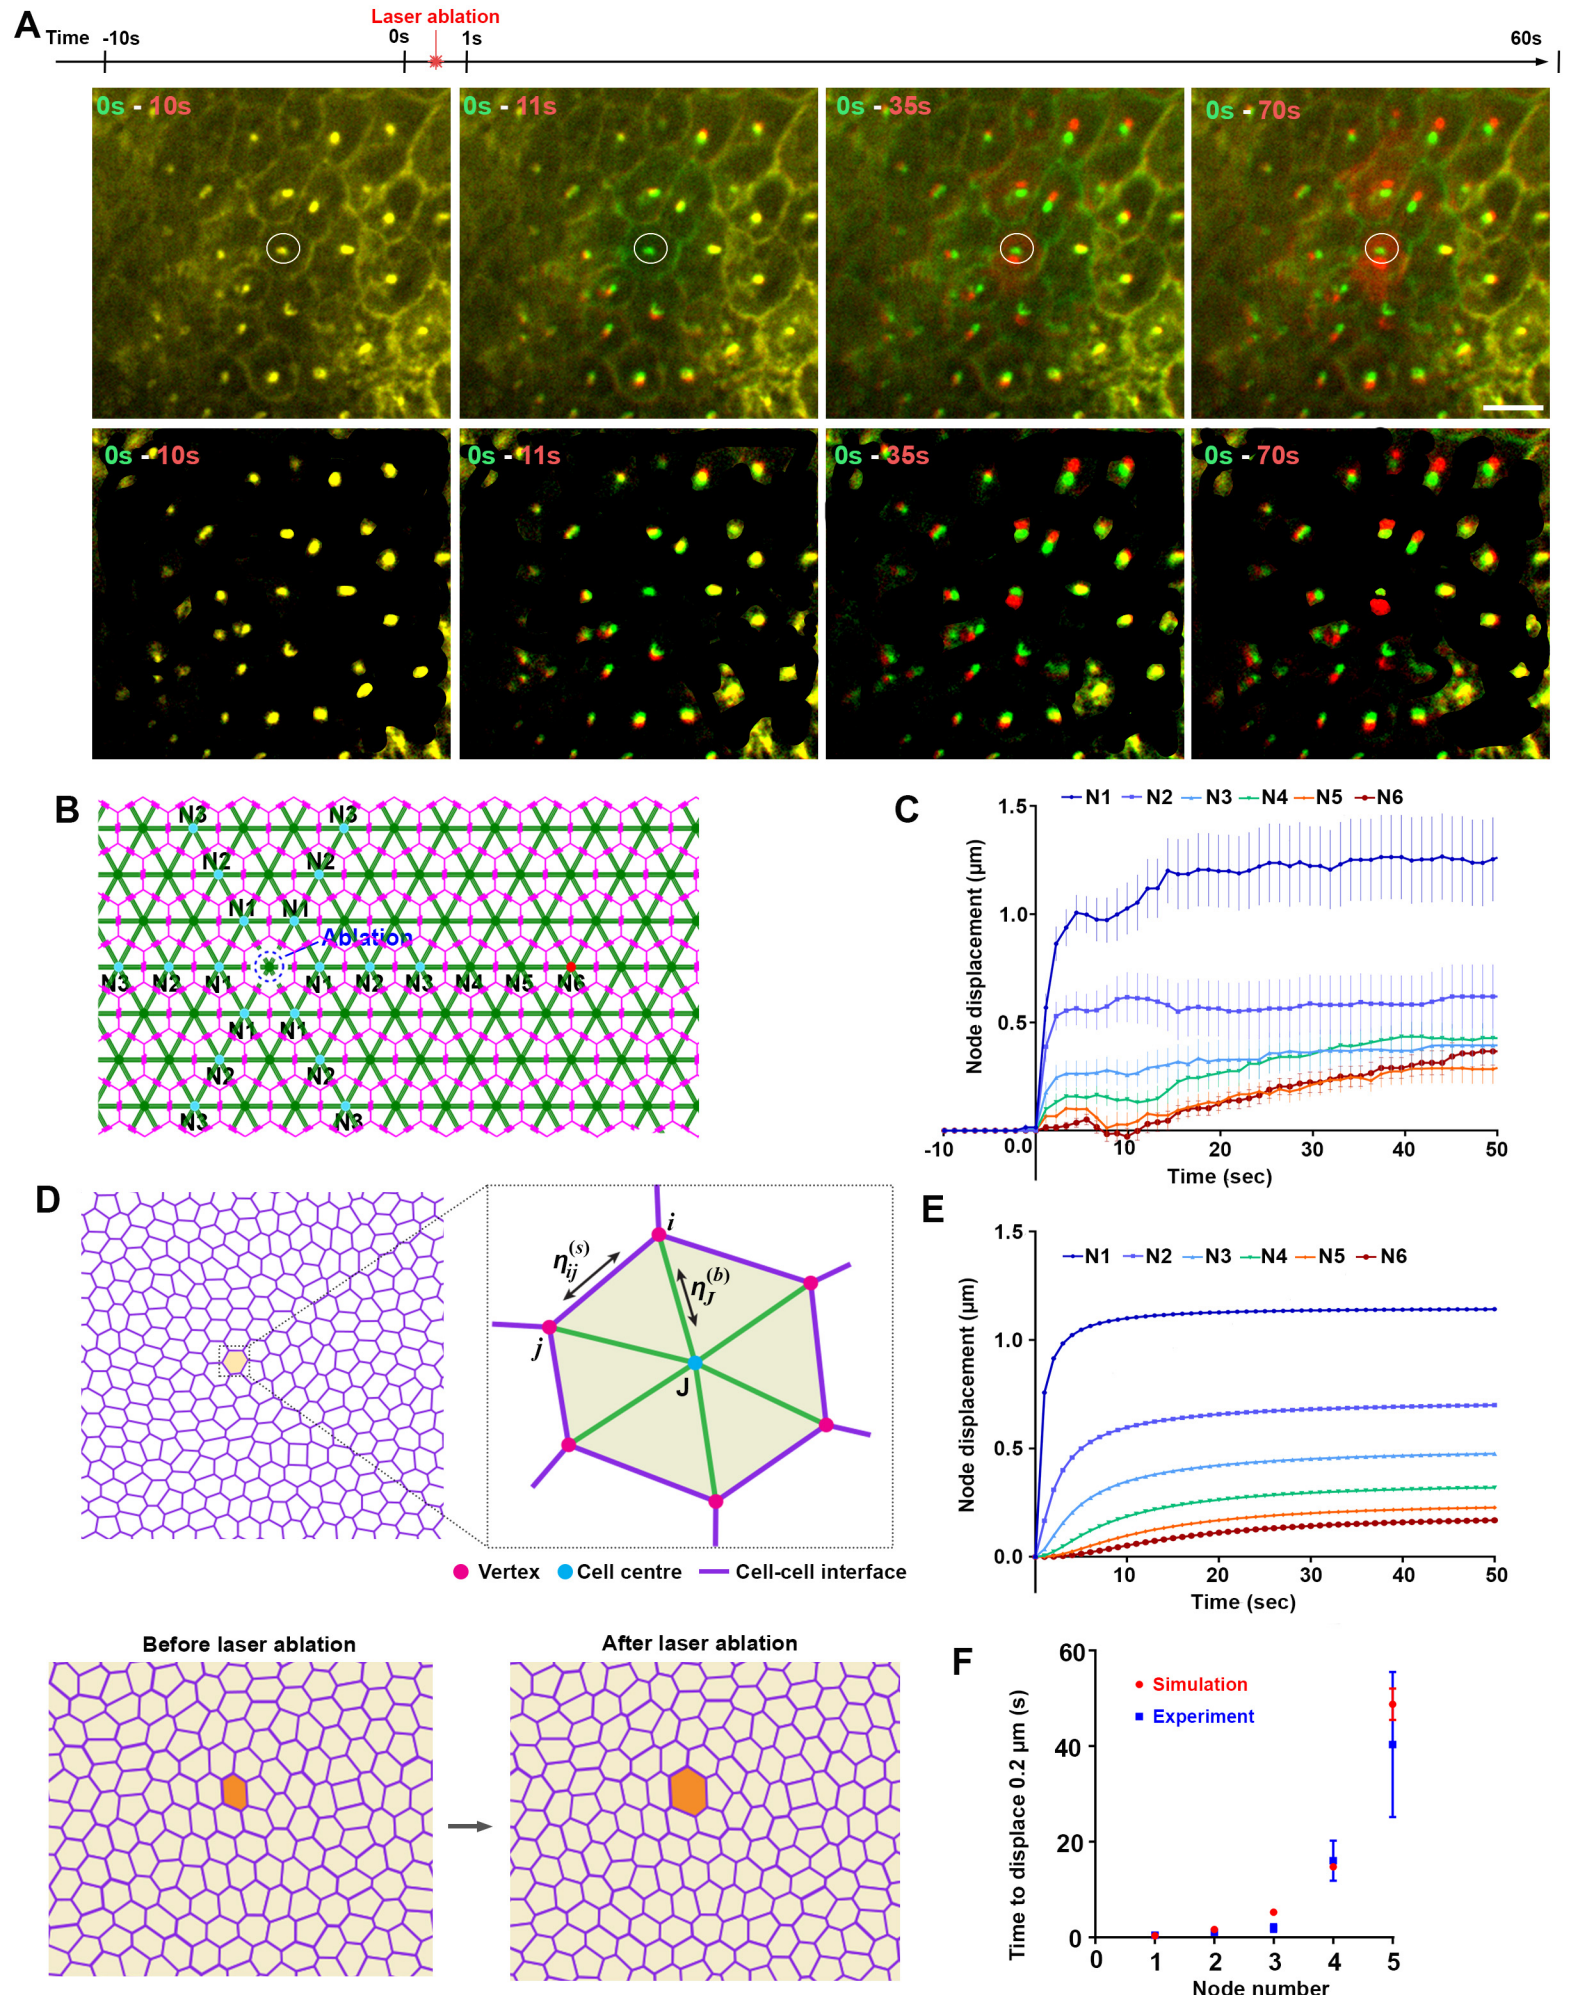 A
Laser ablation
Time -10s 0s 1s 60s
0s - 10s 0s - 11s 0s - 35s 0s - 70s
0s - 10s 0s - 11s 0s - 35s 0s - 70s
B
N3 N3
N2 N2
N1 N1
Ablation
N3 N2 N1 N1 N2 N3 N4 N5 N6
N1 N1
N2 N2
N3 N3
C
N1 N2 N3 N4 N5 N6
Node displacement (μm)
1.5
1.0
0.5
0.0
-10 10 20 30 40 50
Time (sec)
D
i
η ij (s)
η J (b)
j
J
Vertex Cell centre Cell-cell interface
E
N1 N2 N3 N4 N5 N6
Node displacement (μm)
1.5
1.0
0.5
0.0
10 20 30 40 50
Time (sec)
Before laser ablation
After laser ablation
F
Simulation
Experiment
Time to displace 0.2 μm (s)
60
40
20
0
0 1 2 3 4 5
Node number